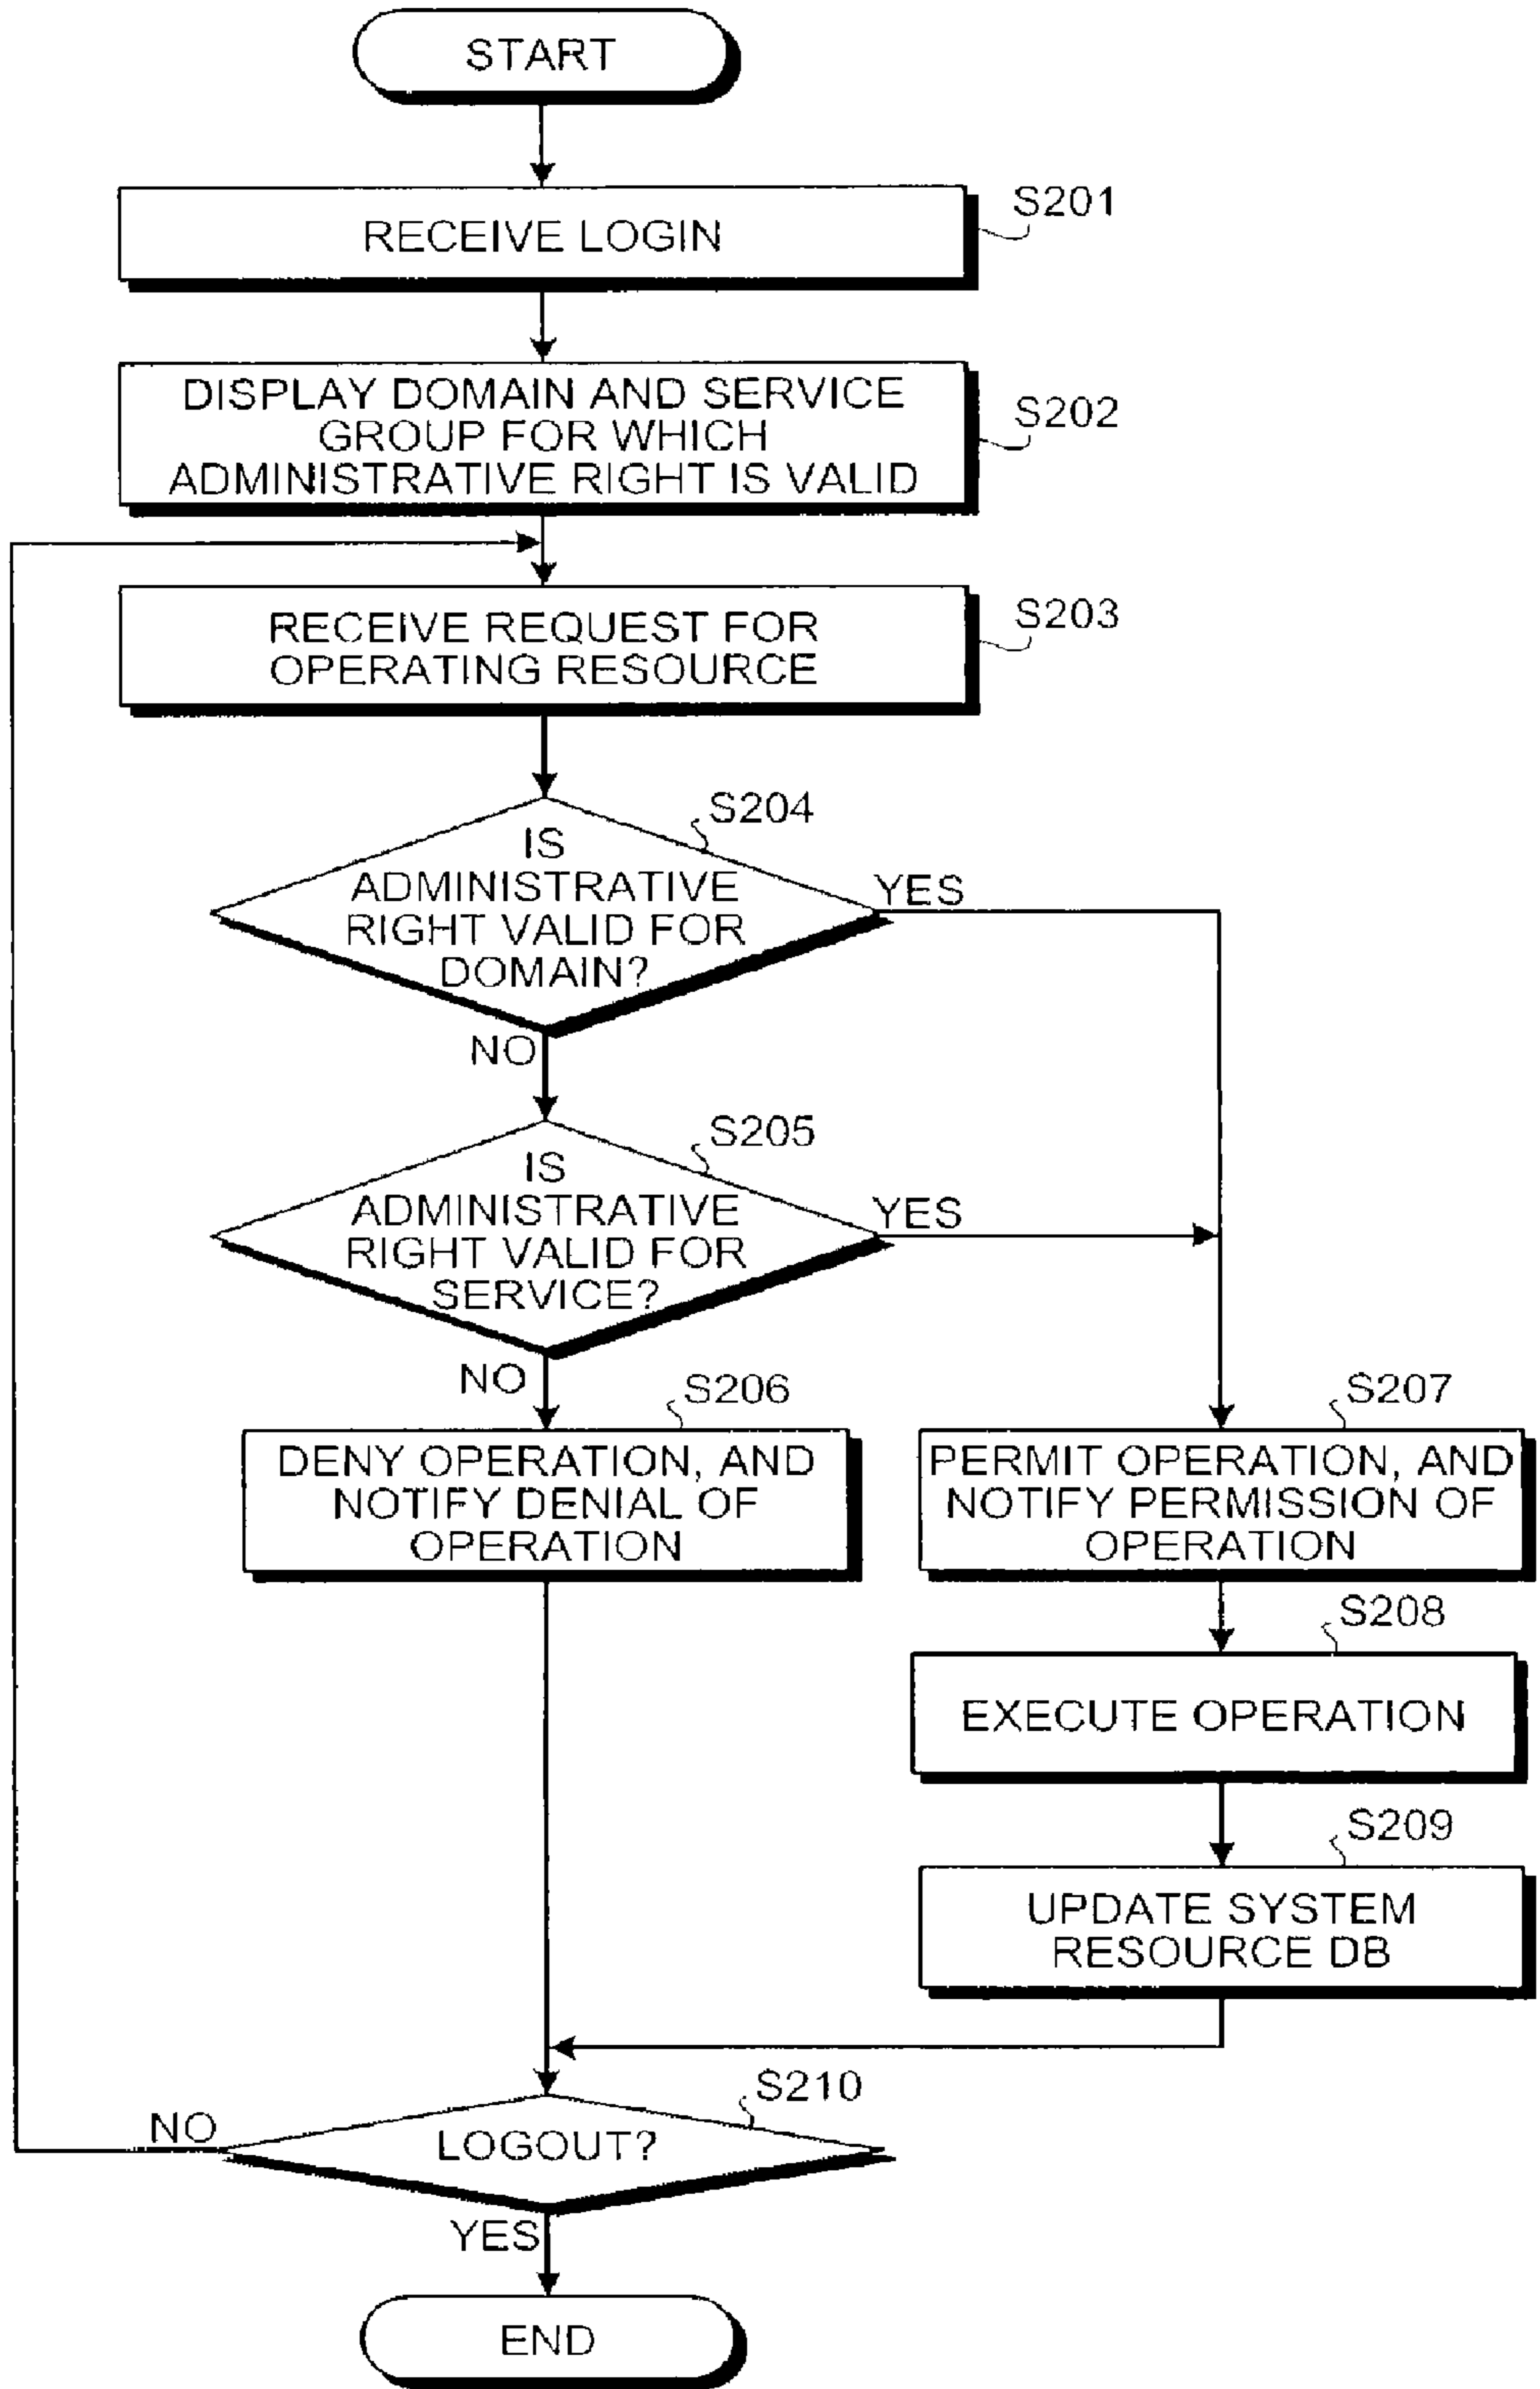 START
RECEIVE LOGIN
S201
DISPLAY DOMAIN AND SERVICE
GROUP FOR WHICH
ADMINISTRATIVE RIGHT IS VALID
S202
RECEIVE REQUEST FOR
OPERATING RESOURCE
S203
S204
IS
ADMINISTRATIVE
RIGHT VALID FOR
DOMAIN?
YES
NO
S205
IS
ADMINISTRATIVE
RIGHT VALID FOR
SERVICE?
YES
NO
S206
DENY OPERATION, AND
NOTIFY DENIAL OF
OPERATION
S207
PERMIT OPERATION, AND
NOTIFY PERMISSION OF
OPERATION
S208
EXECUTE OPERATION
S209
UPDATE SYSTEM
RESOURCE DB
S210
LOGOUT?
NO
YES
END